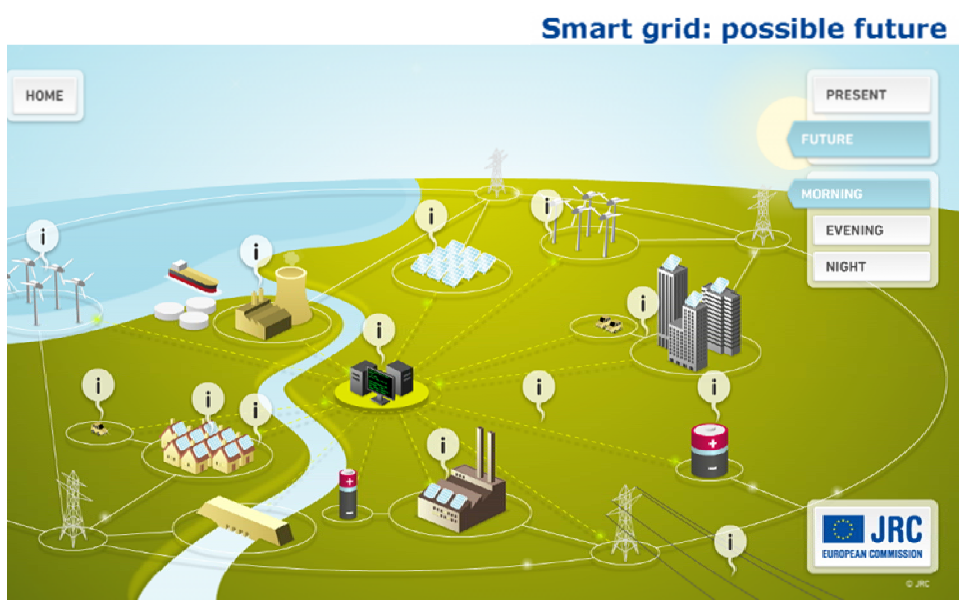 Smart grid: possible future
HOME
PRESENT
FUTURE
MORNING
EVENING
NIGHT
i
i
i
i
i
i
i
i
i
i
i
i
i
JRC
EUROPEAN COMMISSION
© JRC